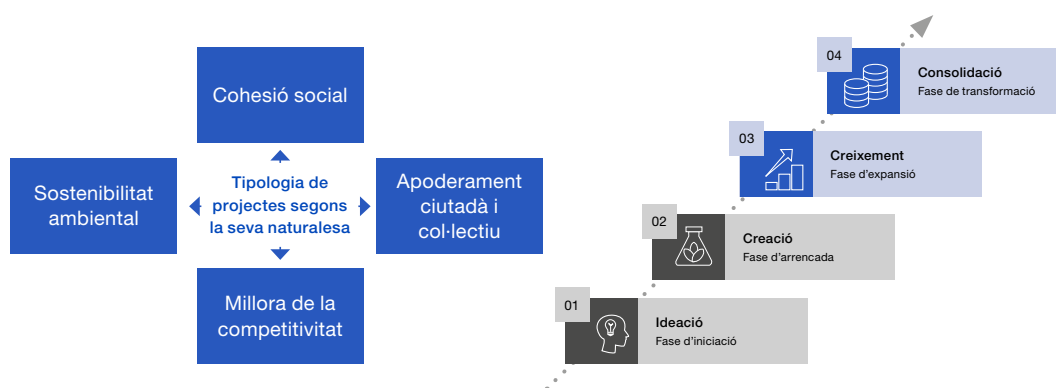 Cohesió social
Sostenibilitat
ambiental
Tipologia de
projectes segons
la seva naturalesa
Apoderament
ciutadà i
col·lectiu
Millora de la
competitivitat
04
Consolidació
Fase de transformació
03
Creixement
Fase d’expansió
02
Creació
Fase d’arrencada
01
Ideació
Fase d’iniciació